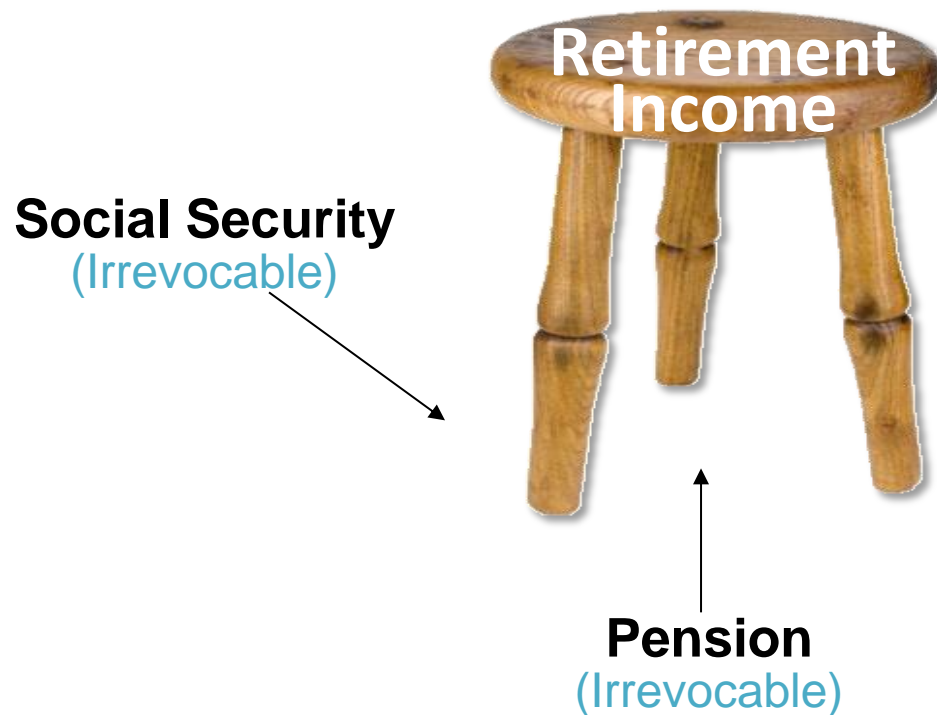 Retirement
Income
Social Security
(Irrevocable)
Pension
(Irrevocable)